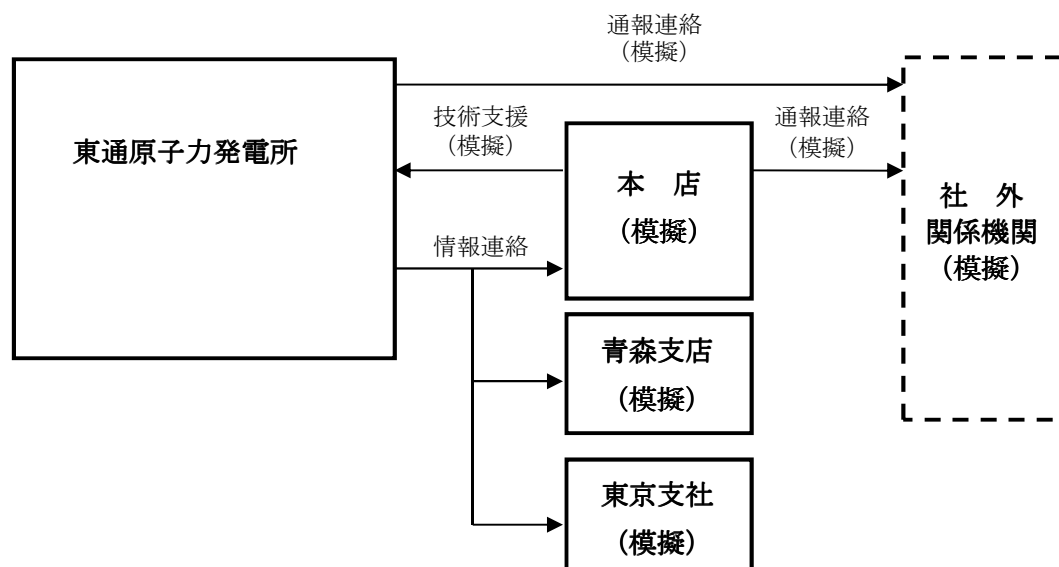 通報連絡
（模擬）
東通原子力発電所
技術支援
（模擬）
通報連絡
（模擬）
本　店
（模擬）
社　外
関係機関
（模擬）
情報連絡
青森支店
（模擬）
東京支社
（模擬）